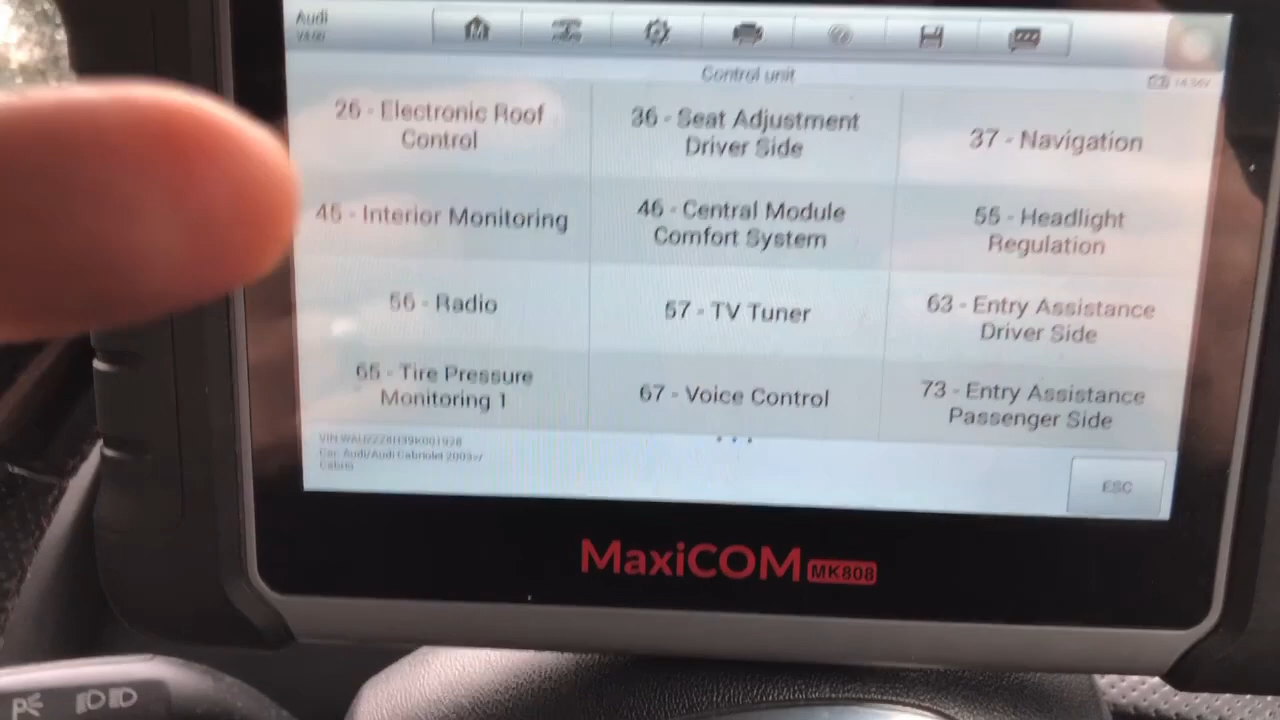 Audi
Control unit
26 - Electronic Roof
Control
36 - Seat Adjustment
Driver Side
37 - Navigation
45 - Interior Monitoring
46 - Central Module
Comfort System
55 - Headlight
Regulation
56 - Radio
57 - TV Tuner
63 - Entry Assistance
Driver Side
65 - Tire Pressure
Monitoring 1
67 - Voice Control
73 - Entry Assistance
Passenger Side
VIN
Car: Audi/Audi Cabriolet 2003>/
Cabrio
ESC
MaxiCOM MK808